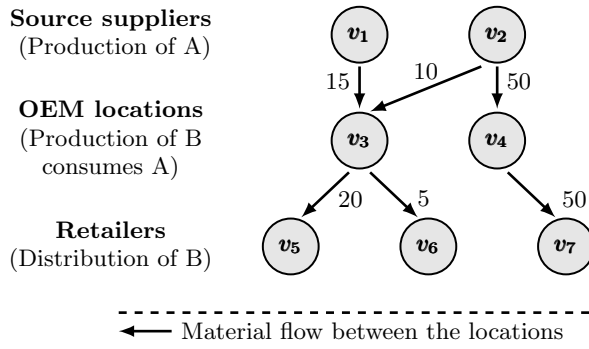 Source suppliers
(Production of A)
v1
v2
15
10
50
OEM locations
(Production of B
consumes A)
v3
v4
20
5
50
Retailers
(Distribution of B)
v5
v6
v7
Material flow between the locations